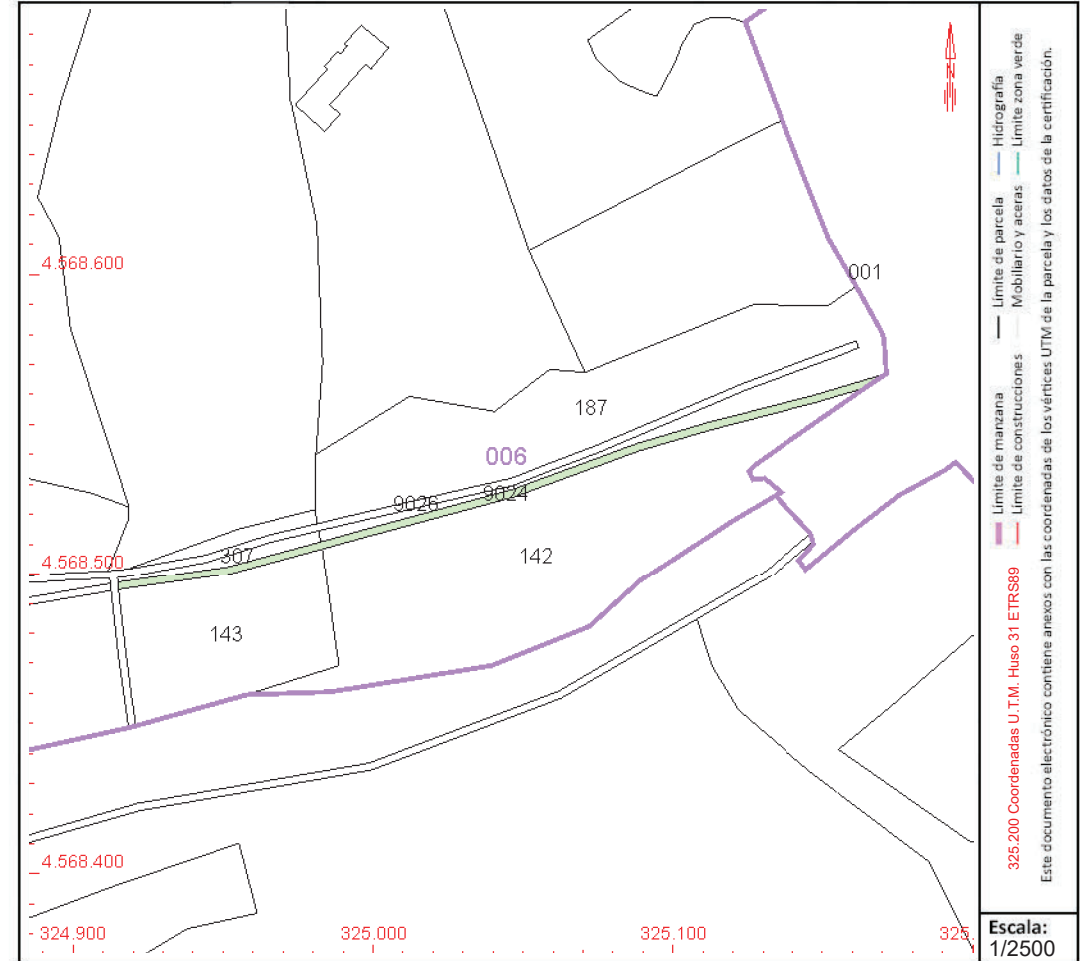 001
4.568.600
187
006
9026
9024
307
4.568.500
142
143
4.568.400
324.900
325.000
325.100
325.
N
Límite de manzana
Límite de parcela
Hidrografía
Límite de construcciones
Mobiliario y aceras
Límite zona verde
325.200 Coordenadas U.T.M. Huso 31 ETRS89
Este documento electrónico contiene anexos con las coordenadas de los vértices UTM de la parcela y los datos de la certificación.
Escala:
1/2500